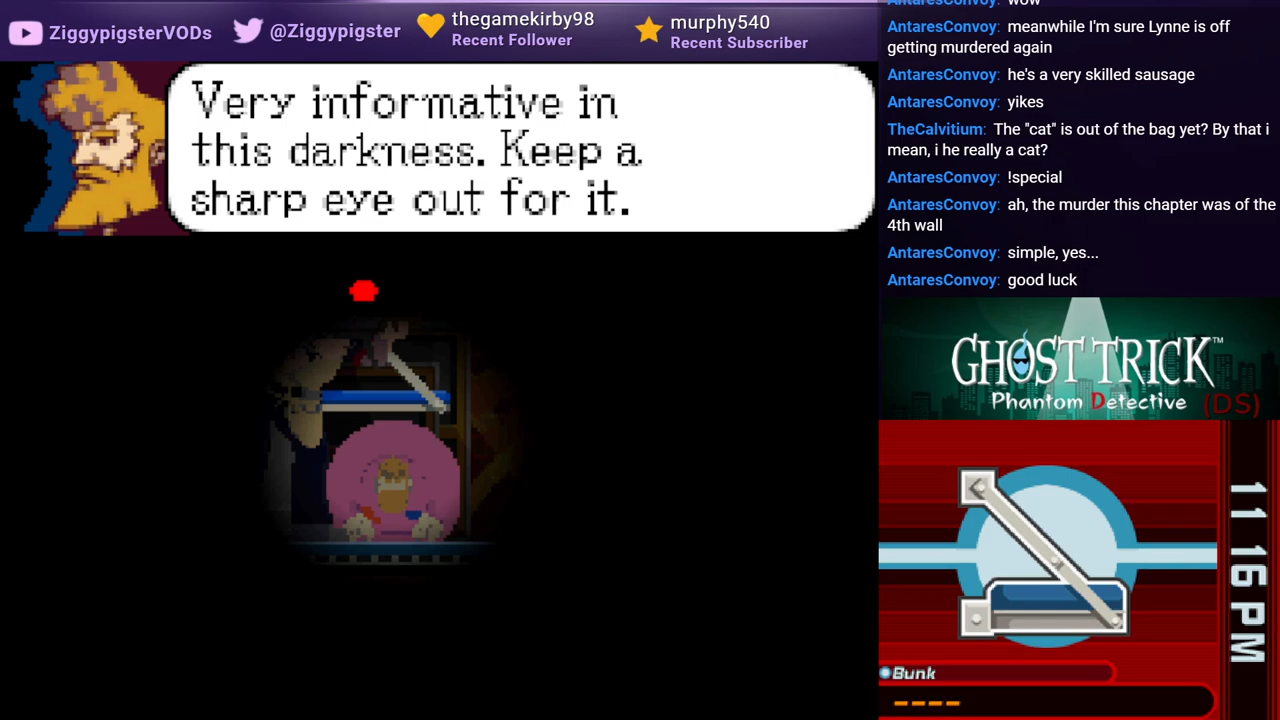 ZiggypigsterVODs
@Ziggypigster
thegamekirby98
Recent Follower
murphy540
Recent Subscriber
Very informative in
this darkness. Keep a
sharp eye out for it.
AntaresConvoy: wow
AntaresConvoy: meanwhile I'm sure Lynne is off
getting murdered again
AntaresConvoy: he's a very skilled sausage
AntaresConvoy: yikes
TheCalvitium: The "cat" is out of the bag yet? By that i
mean, i he really a cat?
AntaresConvoy: !special
AntaresConvoy: ah, the murder this chapter was of the
4th wall
AntaresConvoy: simple, yes...
AntaresConvoy: good luck
GHOST TRICK™
Phantom Detective (DS)
11 16 PM
Bunk
----